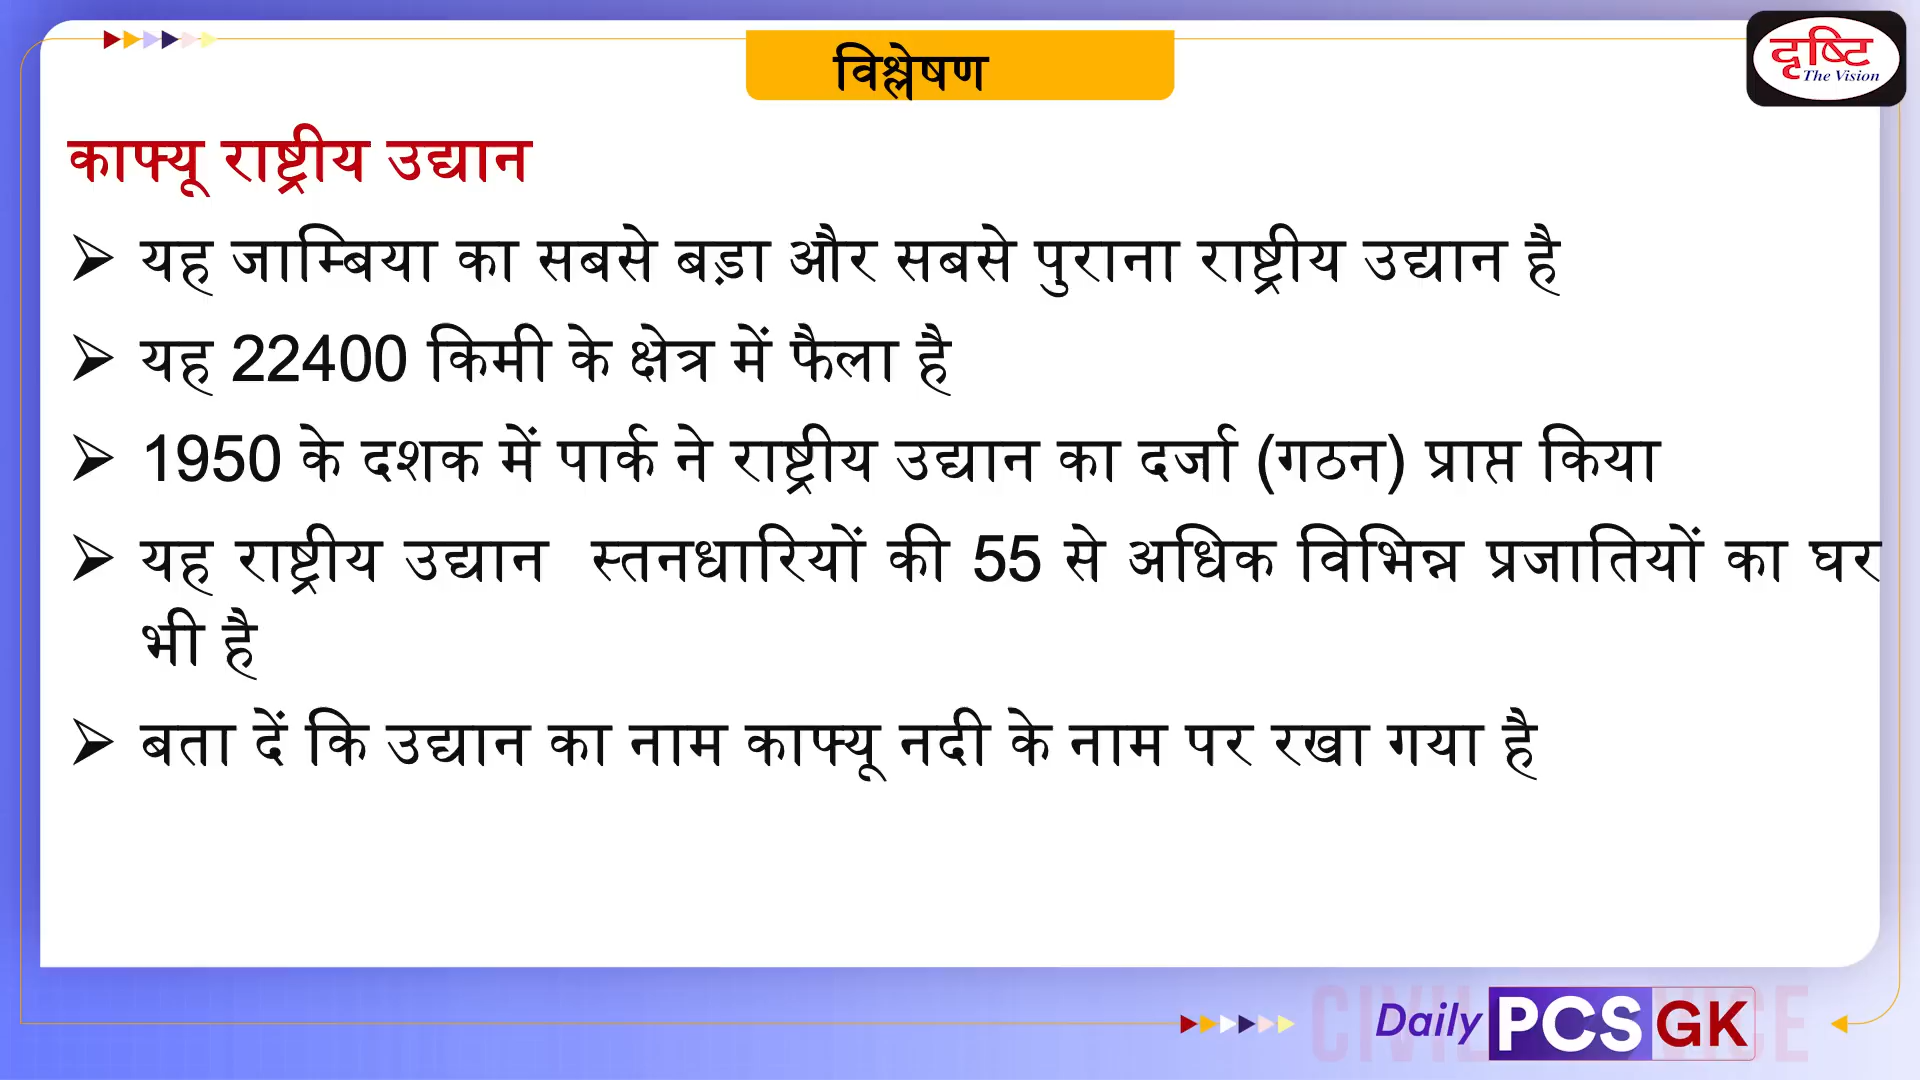 विश्लेषण
दृष्टि
The Vision
काफ्यू राष्ट्रीय उद्यान
➢ यह जाम्बिया का सबसे बड़ा और सबसे पुराना राष्ट्रीय उद्यान है
➢ यह 22400 किमी के क्षेत्र में फैला है
➢ 1950 के दशक में पार्क ने राष्ट्रीय उद्यान का दर्जा (गठन) प्राप्त किया
➢ यह राष्ट्रीय उद्यान स्तनधारियों की 55 से अधिक विभिन्न प्रजातियों का घर
भी है
➢ बता दें कि उद्यान का नाम काफ्यू नदी के नाम पर रखा गया है
Daily PCS GK